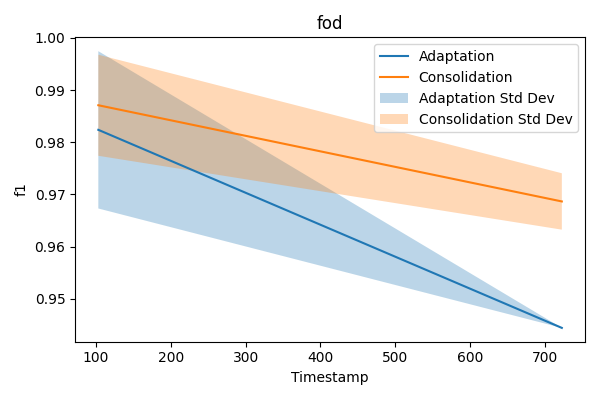 fod
1.00
0.99
0.98
0.97
0.96
0.95
f1
100
200
300
400
500
600
700
Timestamp
Adaptation
Consolidation
Adaptation Std Dev
Consolidation Std Dev